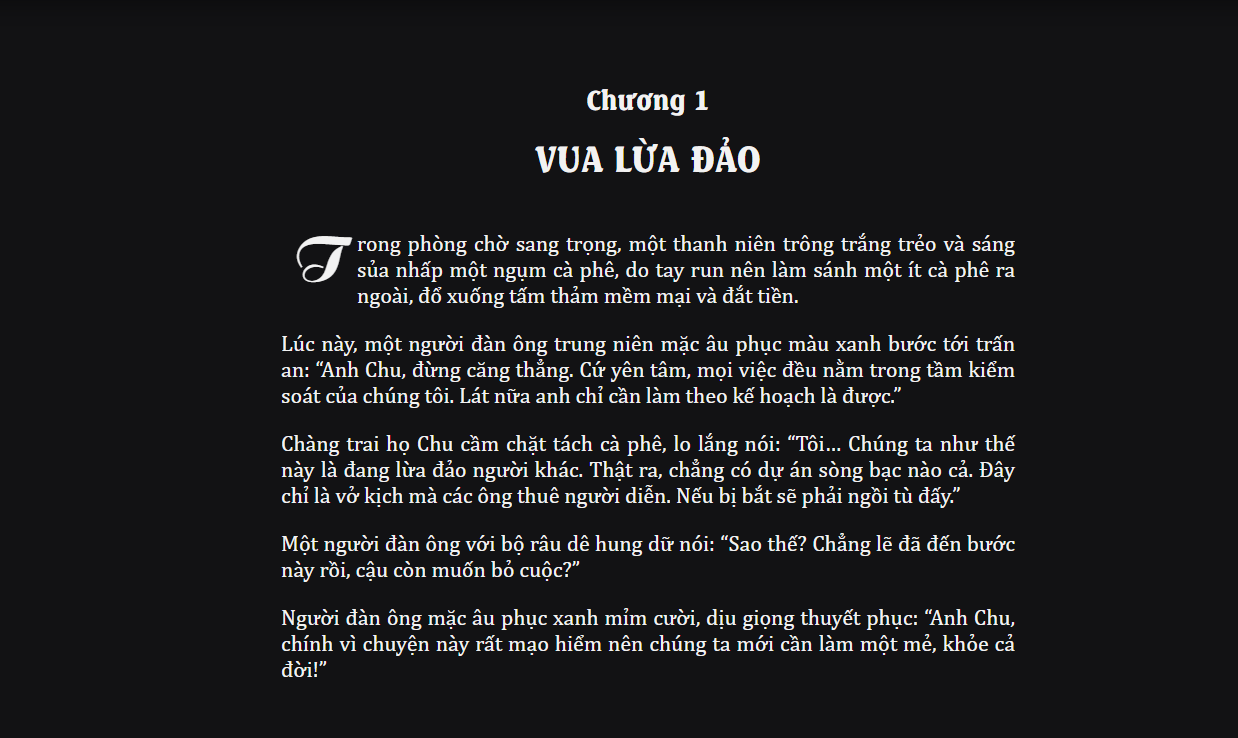 Chương 1
VUA LỪA ĐẢO
Trong phòng chờ sang trọng, một thanh niên trông trắng trẻo và sáng
sủa nhấp một ngụm cà phê, do tay run nên làm sánh một ít cà phê ra
ngoài, đổ xuống tấm thảm mềm mại và đắt tiền.
Lúc này, một người đàn ông trung niên mặc âu phục màu xanh bước tới trấn
an: “Anh Chu, đừng căng thẳng. Cứ yên tâm, mọi việc đều nằm trong tầm kiểm
soát của chúng tôi. Lát nữa anh chỉ cần làm theo kế hoạch là được.”
Chàng trai họ Chu cầm chặt tách cà phê, lo lắng nói: “Tôi… Chúng ta như thế
này là đang lừa đảo người khác. Thật ra, chẳng có dự án sòng bạc nào cả. Đây
chỉ là vở kịch mà các ông thuê người diễn. Nếu bị bắt sẽ phải ngồi tù đấy.”
Một người đàn ông với bộ râu dê hung dữ nói: “Sao thế? Chẳng lẽ đã đến bước
này rồi, cậu còn muốn bỏ cuộc?”
Người đàn ông mặc âu phục xanh mỉm cười, dịu giọng thuyết phục: “Anh Chu,
chính vì chuyện này rất mạo hiểm nên chúng ta mới cần làm một mẻ, khỏe cả
đời!”